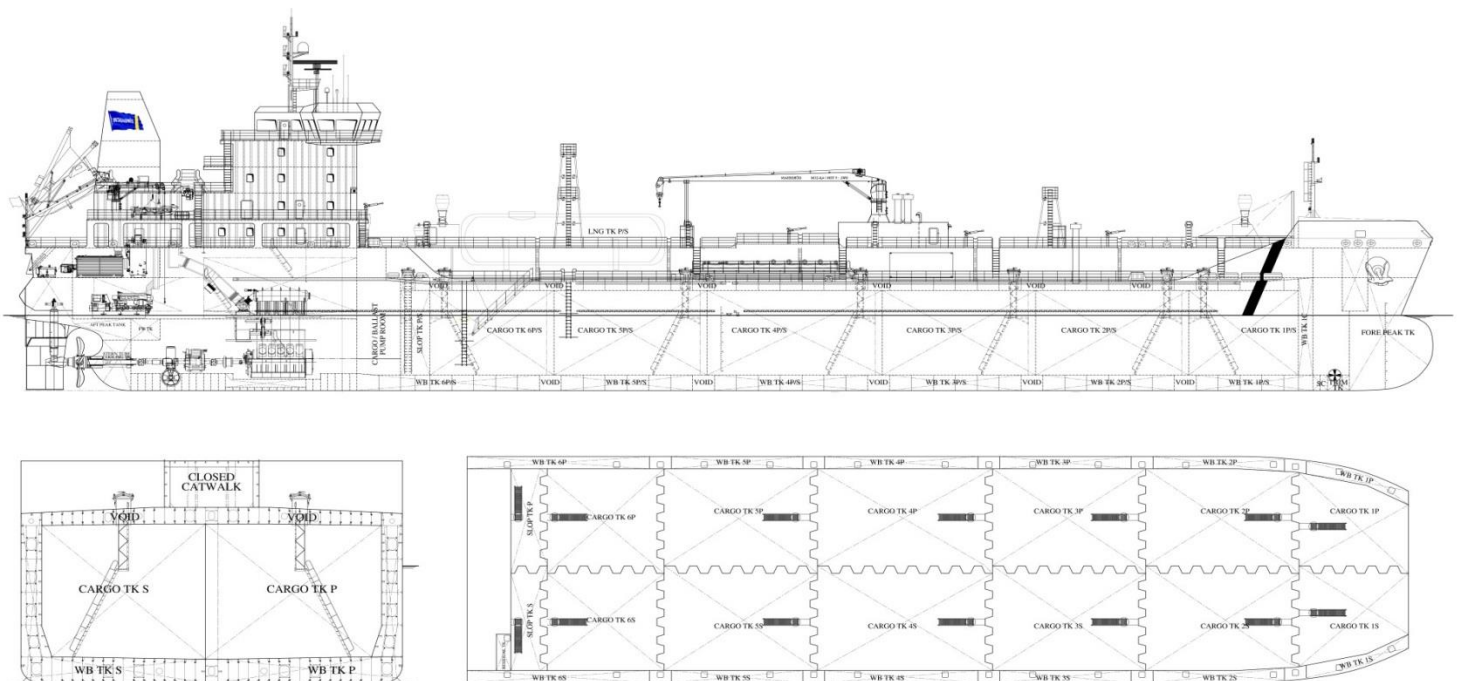 LNG TK P/S
VOID
VOID
VOID
VOID
VOID
VOID
AFT PEAK TANK
FW TK
CARGO / BALLAST
PUMP ROOM
SLOP TK P/S
CARGO TK 6P/S
CARGO TK 5P/S
CARGO TK 4P/S
CARGO TK 3P/S
CARGO TK 2P/S
CARGO TK 1P/S
FORE PEAK TK
WB TK 6P/S
VOID
WB TK 5P/S
VOID
WB TK 4P/S
VOID
WB TK 3P/S
VOID
WB TK 2P/S
VOID
WB TK 1P/S
CLOSED
CATWALK
VOID
VOID
CARGO TK S
CARGO TK P
WB TK S
WB TK P
WB TK 6P
WB TK 5P
WB TK 4P
WB TK 3P
WB TK 2P
WB TK 1P
SLOP TK P
CARGO TK 6P
CARGO TK 5P
CARGO TK 4P
CARGO TK 3P
CARGO TK 2P
CARGO TK 1P
SLOP TK S
CARGO TK 6S
CARGO TK 5S
CARGO TK 4S
CARGO TK 3S
CARGO TK 2S
CARGO TK 1S
WB TK 6S
WB TK 5S
WB TK 4S
WB TK 3S
WB TK 2S
WB TK 1S